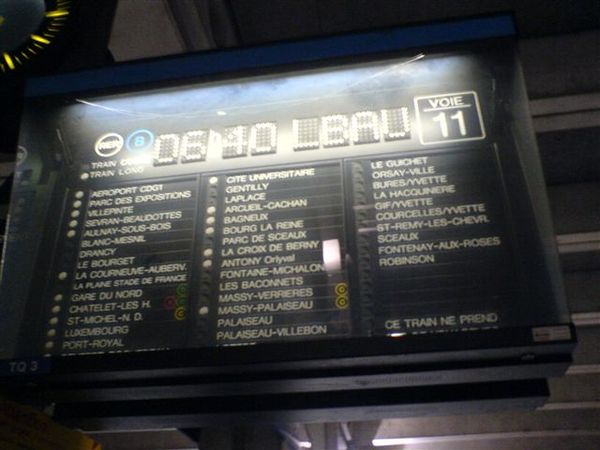 RER B
VOIE
11
TRAIN COURT
TRAIN LONG
AEROPORT CDG1
PARC DES EXPOSITIONS
VILLEPINTE
SEVRAN-BEAUDOTTES
AULNAY-SOUS-BOIS
BLANC-MESNIL
DRANCY
LE BOURGET
LA COURNEUVE-AUBERV.
LA PLAINE STADE DE FRANCE
GARE DU NORD
CHATELET-LES H.
ST-MICHEL-N. D.
LUXEMBOURG
PORT-ROYAL
CITE UNIVERSITAIRE
GENTILLY
LAPLACE
ARCUEIL-CACHAN
BAGNEUX
BOURG LA REINE
PARC DE SCEAUX
LA CROIX DE BERNY
ANTONY Orlyval
FONTAINE-MICHALON
LES BACONNETS
MASSY-VERRIERES
MASSY-PALAISEAU
PALAISEAU
PALAISEAU-VILLEBON
LE GUICHET
ORSAY-VILLE
BURES/YVETTE
LA HACQUINIERE
GIF/YVETTE
COURCELLES/YVETTE
ST-REMY-LES-CHEVR.
SCEAUX
FONTENAY-AUX-ROSES
ROBINSON
CE TRAIN NE PREND
TQ 3